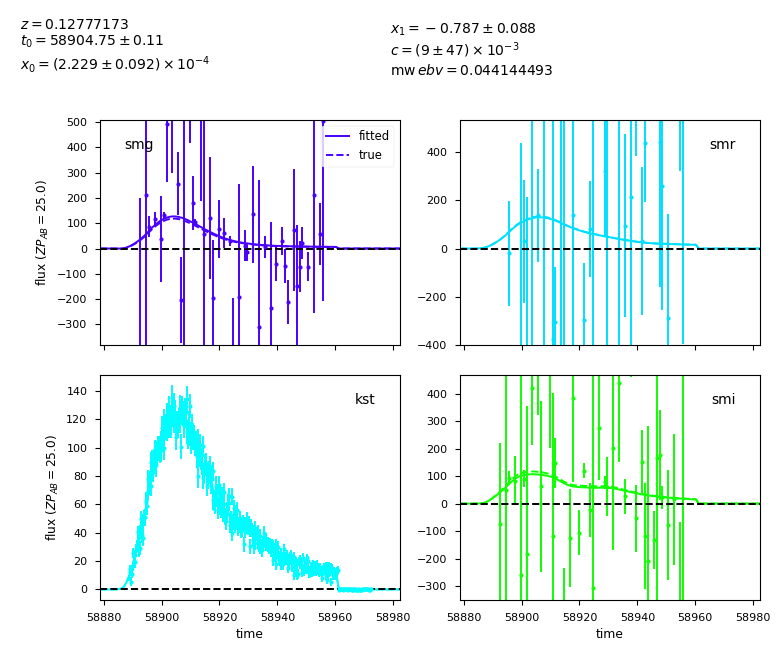 z = 0.12777173
t₀ = 58904.75 ± 0.11
x₀ = (2.229 ± 0.092) × 10⁻⁴
x₁ = −0.787 ± 0.088
c = (9 ± 47) × 10⁻³
mw ebv = 0.044144493
smg
fitted
true
500
400
300
200
100
0
−100
−200
−300
flux (ZP_AB = 25.0)
smr
400
200
0
−200
−400
kst
140
120
100
80
60
40
20
0
flux (ZP_AB = 25.0)
58880 58900 58920 58940 58960 58980
time
smi
400
300
200
100
0
−100
−200
−300
58880 58900 58920 58940 58960 58980
time